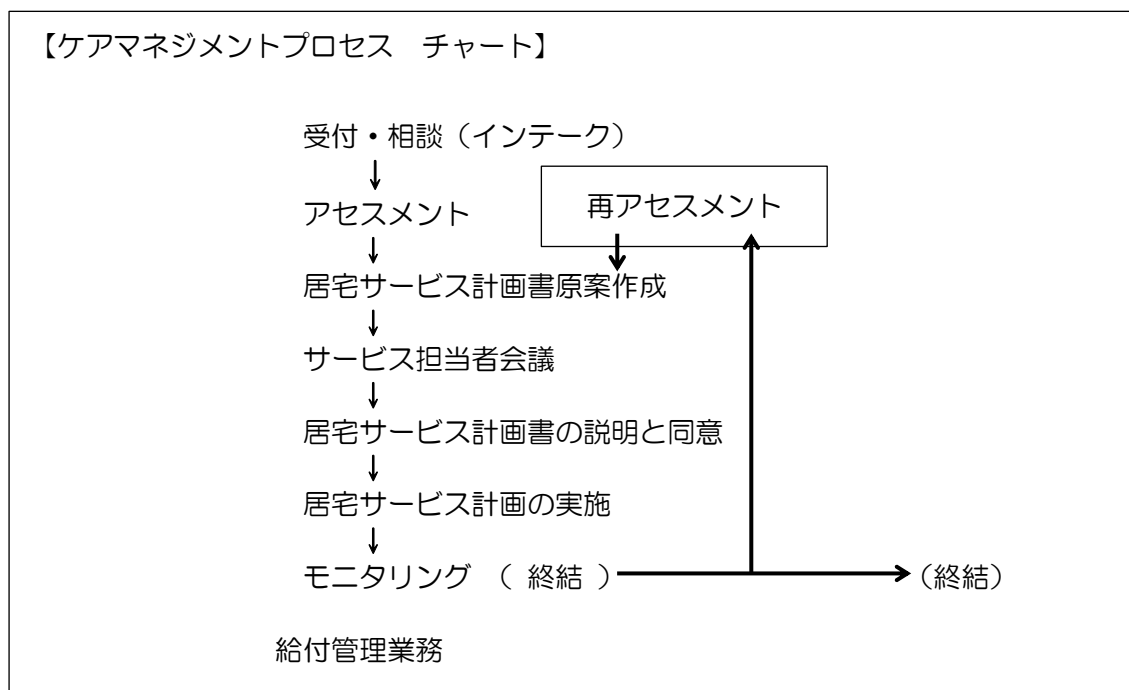 【ケアマネジメントプロセス　チャート】
受付・相談（インテーク）
アセスメント
再アセスメント
居宅サービス計画書原案作成
サービス担当者会議
居宅サービス計画書の説明と同意
居宅サービス計画の実施
モニタリング （ 終結 ）
（終結）
給付管理業務